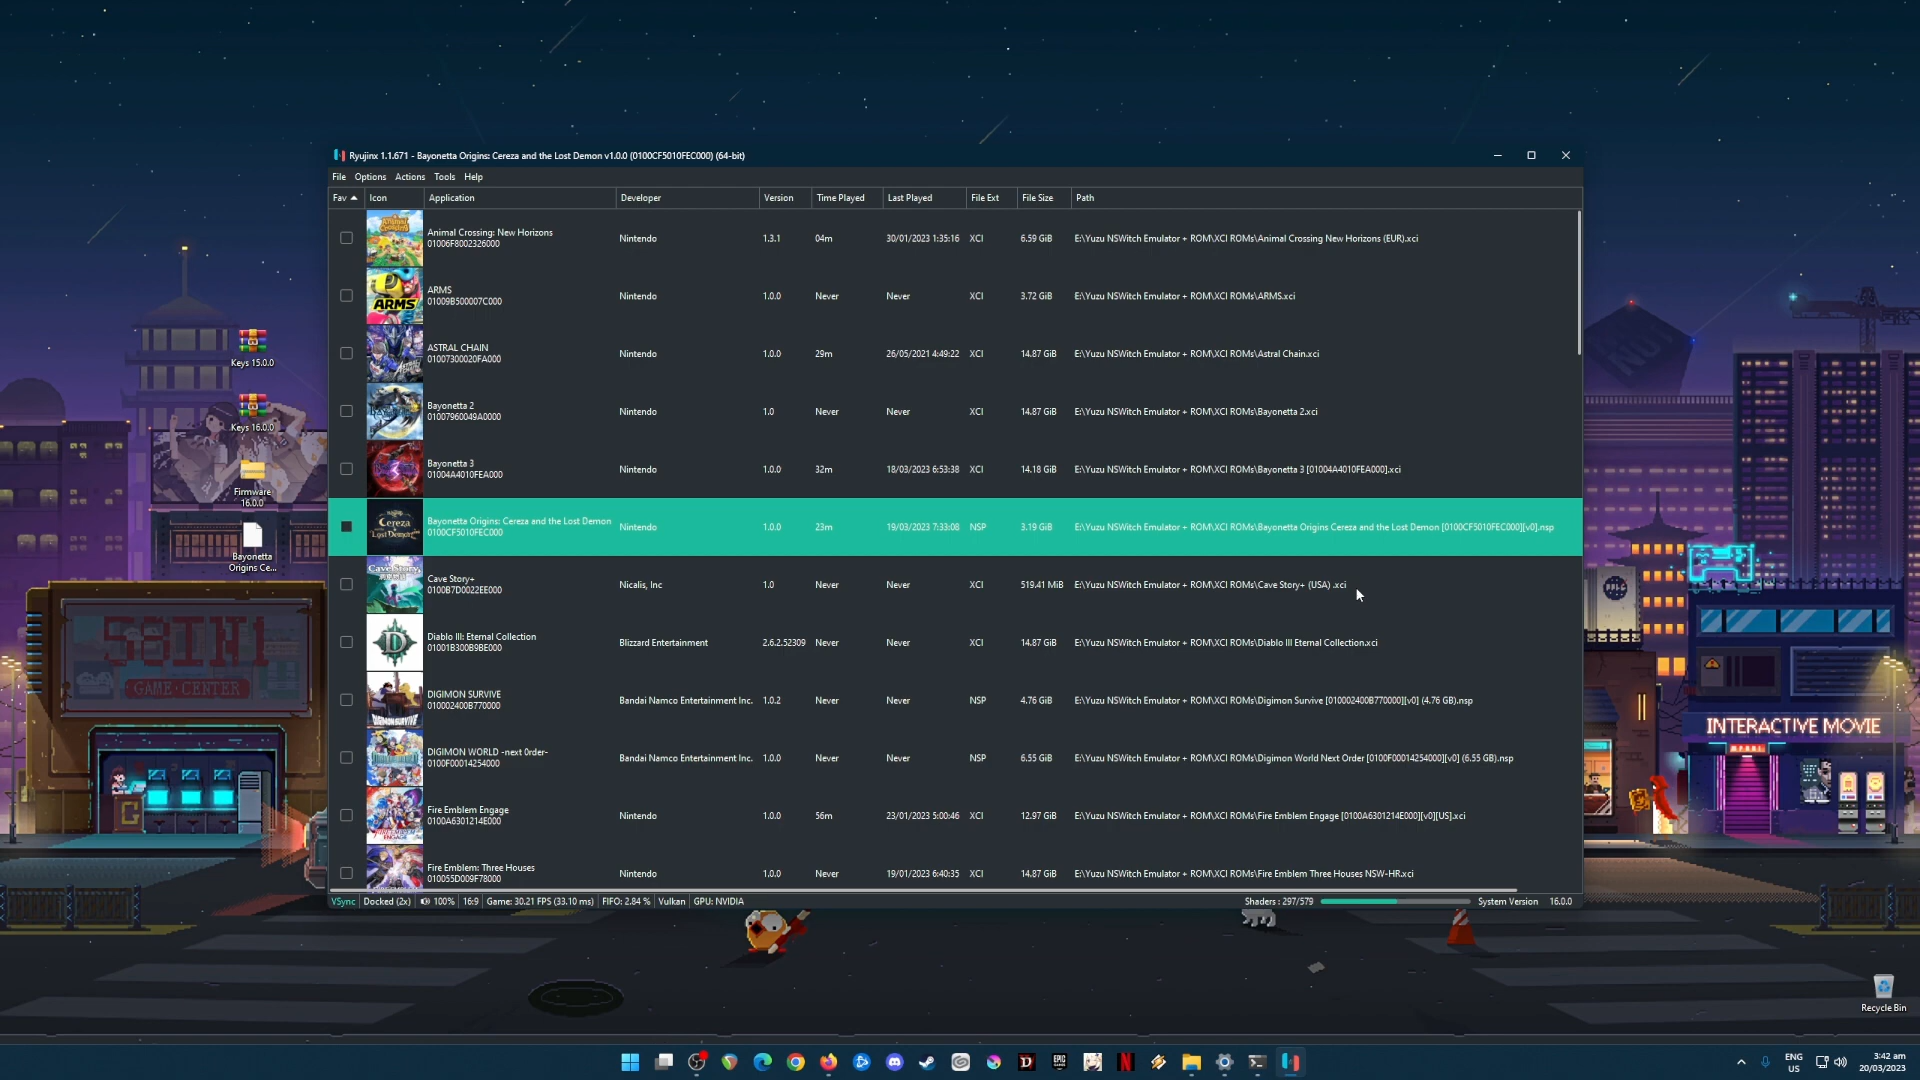 Ryujinx 1.1.671 - Bayonetta Origins: Cereza and the Lost Demon v1.0.0 (0100CF5010FEC000) (64-bit)
File Options Actions Tools Help
Fav Icon Application Developer Version Time Played Last Played File Ext File Size Path
Animal Crossing: New Horizons
01006F8002326000
Nintendo 1.3.1 04m 30/01/2023 1:35:16 XCI 6.59 GiB E:\Yuzu NSWitch Emulator + ROM\XCI ROMs\Animal Crossing New Horizons (EUR).xci
ARMS
ARMS
01009B500007C000
Nintendo 1.0.0 Never Never XCI 3.72 GiB E:\Yuzu NSWitch Emulator + ROM\XCI ROMs\ARMS.xci
ASTRAL CHAIN
01007300020FA000
Nintendo 1.0.0 29m 26/05/2021 4:49:22 XCI 14.87 GiB E:\Yuzu NSWitch Emulator + ROM\XCI ROMs\Astral Chain.xci
Bayonetta 2
01007960049A0000
Nintendo 1.0 Never Never XCI 14.87 GiB E:\Yuzu NSWitch Emulator + ROM\XCI ROMs\Bayonetta 2.xci
Bayonetta 3
01004A4010FEA000
Nintendo 1.0.0 32m 18/03/2023 6:53:38 XCI 14.18 GiB E:\Yuzu NSWitch Emulator + ROM\XCI ROMs\Bayonetta 3 [01004A4010FEA000].xci
Cereza
Lost Demon
Bayonetta Origins: Cereza and the Lost Demon
0100CF5010FEC000
Nintendo 1.0.0 23m 19/03/2023 7:33:08 NSP 3.19 GiB E:\Yuzu NSWitch Emulator + ROM\XCI ROMs\Bayonetta Origins Cereza and the Lost Demon [0100CF5010FEC000][v0].nsp
Cave Story+
Cave Story+
0100B7D0022EE000
Nicalis, Inc 1.0 Never Never XCI 519.41 MiB E:\Yuzu NSWitch Emulator + ROM\XCI ROMs\Cave Story+ (USA) .xci
Diablo III: Eternal Collection
01001B300B9BE000
Blizzard Entertainment 2.6.2.52309 Never Never XCI 14.87 GiB E:\Yuzu NSWitch Emulator + ROM\XCI ROMs\Diablo III Eternal Collection.xci
DIGIMON SURVIVE
DIGIMON SURVIVE
010002400B770000
Bandai Namco Entertainment Inc. 1.0.2 Never Never NSP 4.76 GiB E:\Yuzu NSWitch Emulator + ROM\XCI ROMs\Digimon Survive [010002400B770000][v0] (4.76 GB).nsp
DIGIMON WORLD -next 0rder-
0100F00014254000
Bandai Namco Entertainment Inc. 1.0.0 Never Never NSP 6.55 GiB E:\Yuzu NSWitch Emulator + ROM\XCI ROMs\Digimon World Next Order [0100F00014254000][v0] (6.55 GB).nsp
Fire Emblem Engage
0100A6301214E000
Nintendo 1.0.0 56m 23/01/2023 5:00:46 XCI 12.97 GiB E:\Yuzu NSWitch Emulator + ROM\XCI ROMs\Fire Emblem Engage [0100A6301214E000][v0][US].xci
Fire Emblem: Three Houses
010055D009F78000
Nintendo 1.0.0 Never 19/01/2023 6:40:35 XCI 14.87 GiB E:\Yuzu NSWitch Emulator + ROM\XCI ROMs\Fire Emblem Three Houses NSW-HR.xci
VSync Docked (2x) 100% 16:9 Game: 30.21 FPS (33.10 ms) FIFO: 2.84 % Vulkan GPU: NVIDIA Shaders : 297/579 System Version 16.0.0
Keys 15.0.0
Keys 16.0.0
Firmware
16.0.0
Bayonetta
Origins Ce...
58IN1
GAME·CENTER
INTERACTIVE MOVIE
Recycle Bin
ENG
US
3:42 am
20/03/2023